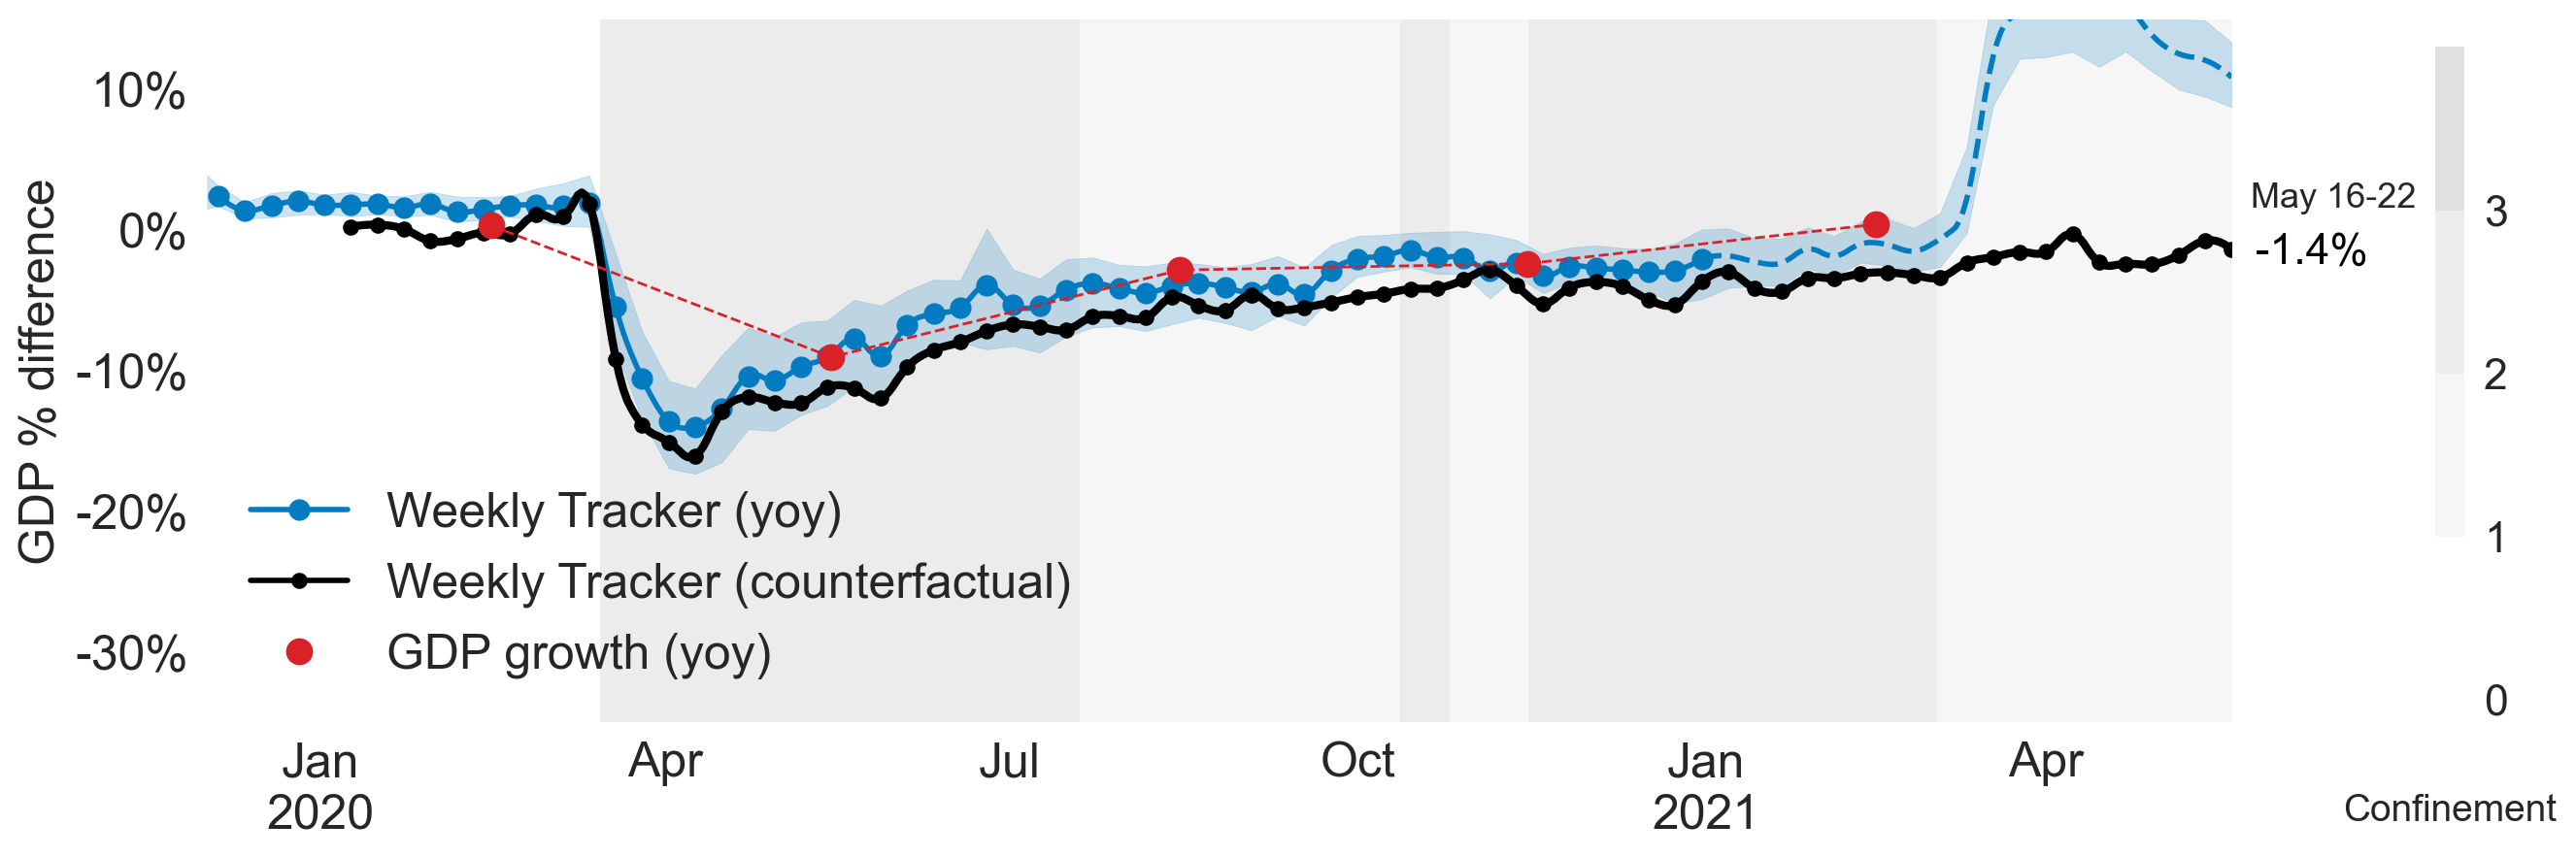 GDP % difference
10%
0%
-10%
-20%
-30%
Weekly Tracker (yoy)
Weekly Tracker (counterfactual)
GDP growth (yoy)
May 16-22
-1.4%
3
2
1
0
Jan
2020
Apr
Jul
Oct
Jan
2021
Apr
Confinement